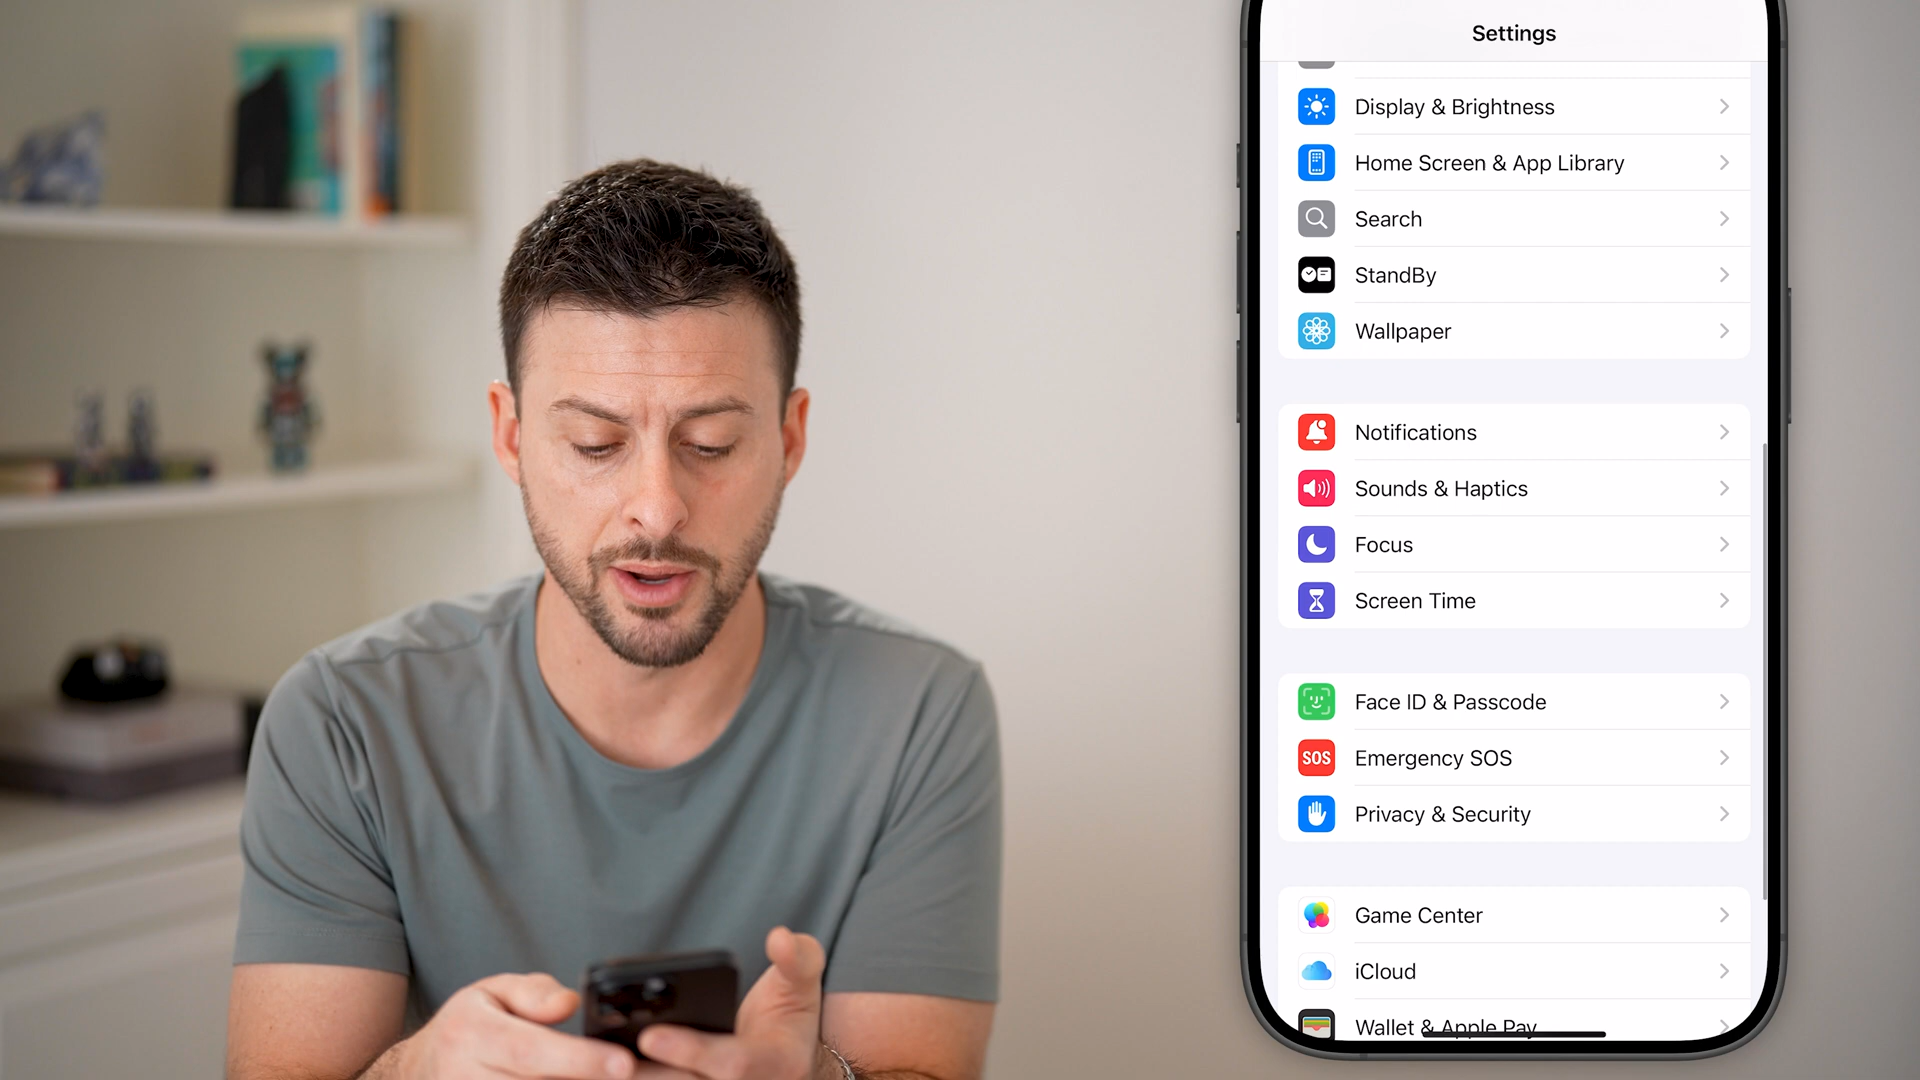 Settings
Display & Brightness
Home Screen & App Library
Search
StandBy
Wallpaper
Notifications
Sounds & Haptics
Focus
Screen Time
Face ID & Passcode
SOS Emergency SOS
Privacy & Security
Game Center
iCloud
Wallet & Apple Pay